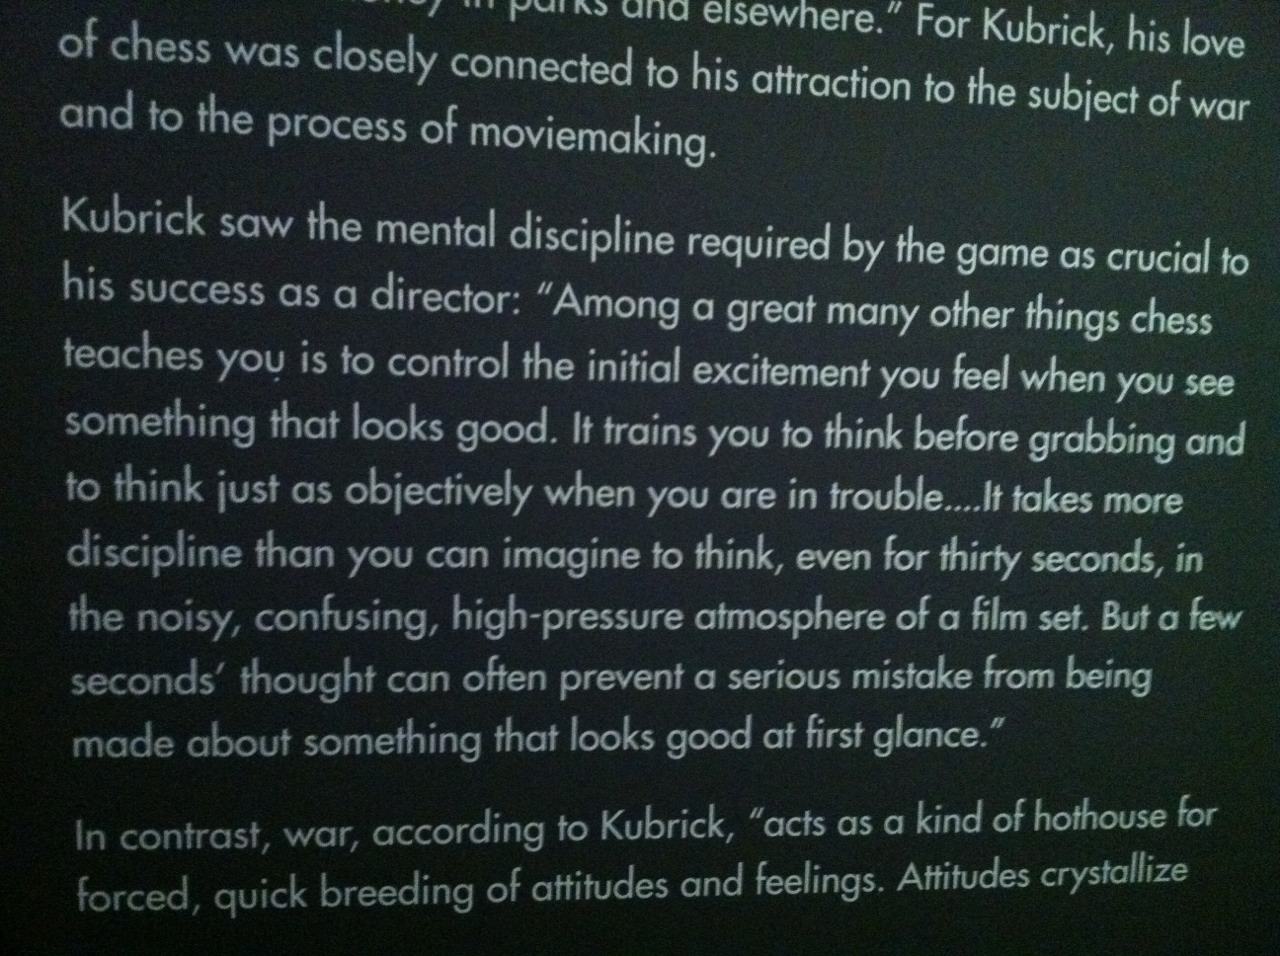 in parks and elsewhere.” For Kubrick, his love
of chess was closely connected to his attraction to the subject of war
and to the process of moviemaking.
Kubrick saw the mental discipline required by the game as crucial to
his success as a director: “Among a great many other things chess
teaches you is to control the initial excitement you feel when you see
something that looks good. It trains you to think before grabbing and
to think just as objectively when you are in trouble....It takes more
discipline than you can imagine to think, even for thirty seconds, in
the noisy, confusing, high-pressure atmosphere of a film set. But a few
seconds’ thought can often prevent a serious mistake from being
made about something that looks good at first glance.”
In contrast, war, according to Kubrick, “acts as a kind of hothouse for
forced, quick breeding of attitudes and feelings. Attitudes crystallize